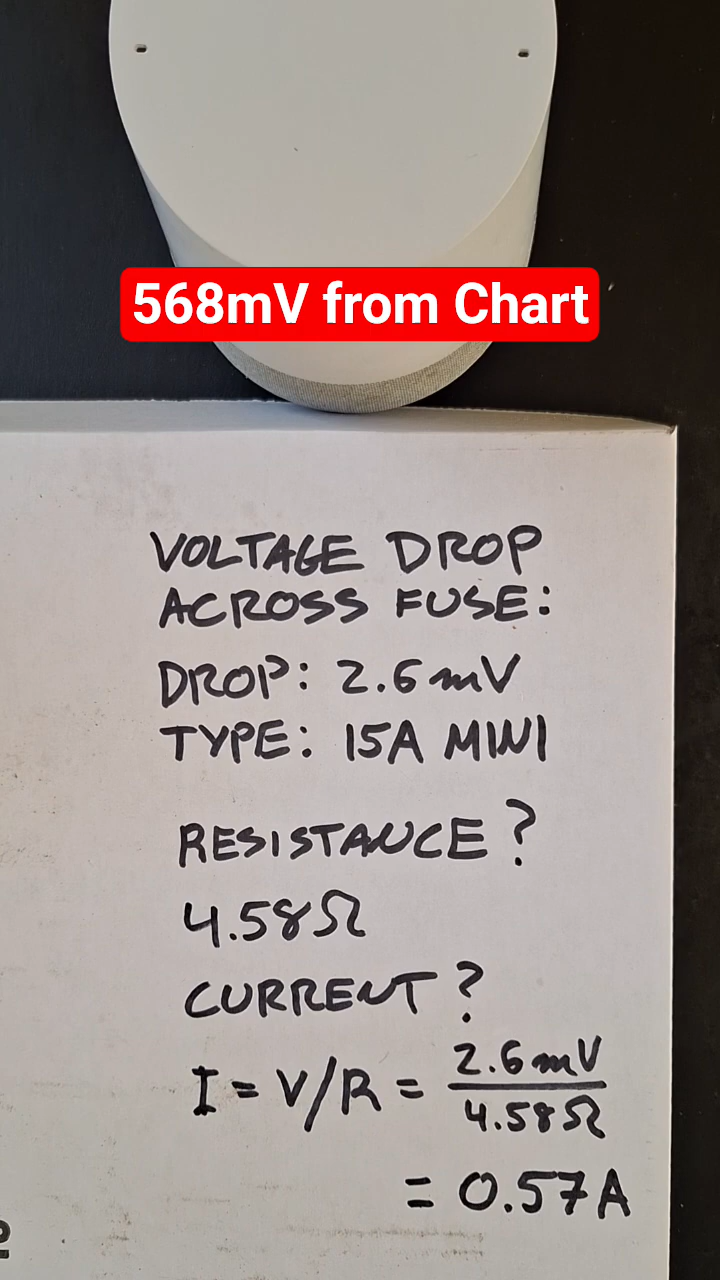 568mV from Chart
VOLTAGE DROP
ACROSS FUSE:
DROP: 2.6mV
TYPE: 15A MINI
RESISTANCE?
4.58Ω
CURRENT?
I = V/R = 2.6mV / 4.58Ω
= 0.57A